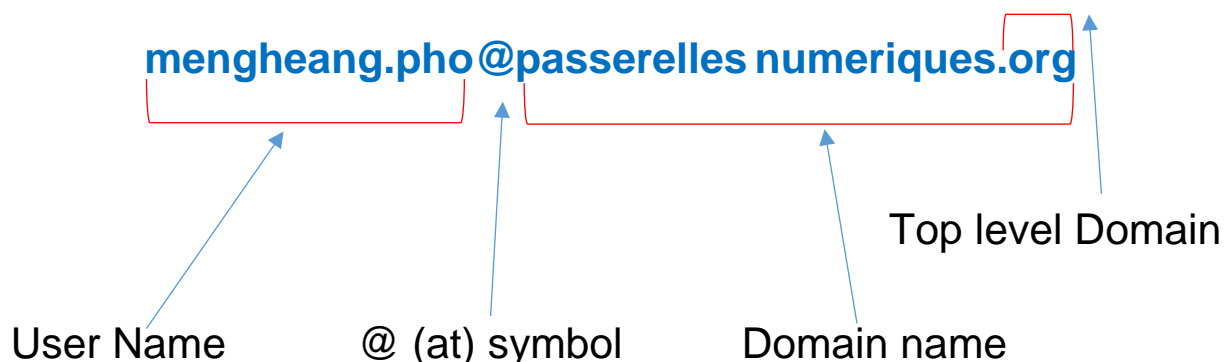 mengheang.pho@passerelles numeriques.org
Top level Domain
User Name @ (at) symbol Domain name